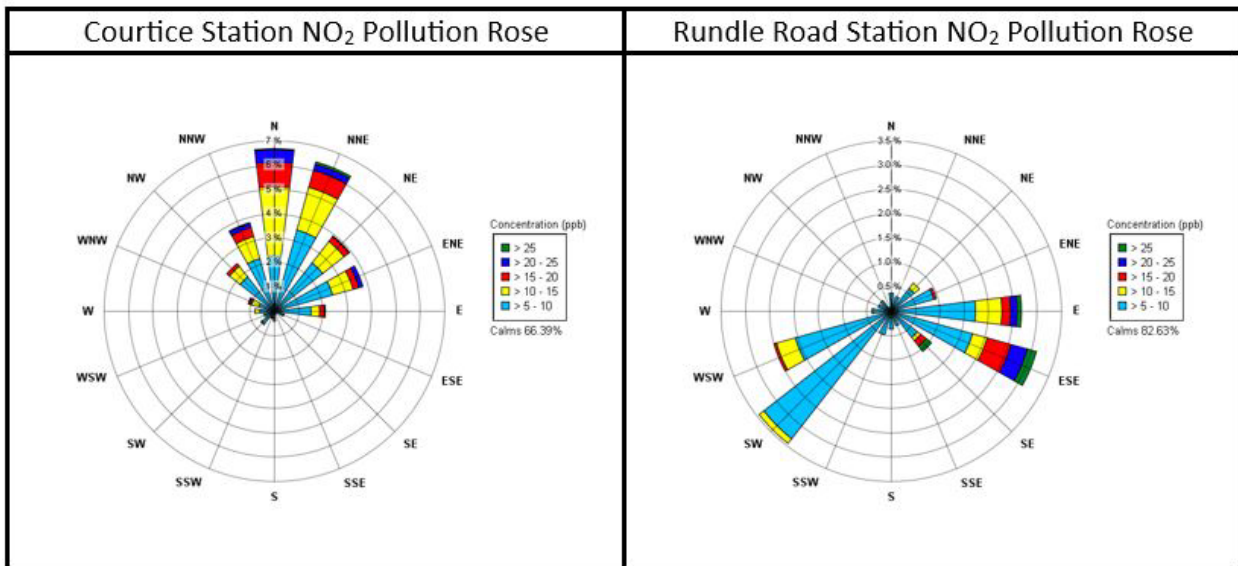 Courtice Station NO₂ Pollution Rose
N
NNE
NE
ENE
E
ESE
SE
SSE
S
SSW
SW
WSW
W
WNW
NW
NNW
7 %
6 %
5 %
4 %
3 %
2 %
1 %
Concentration (ppb)
> 25
> 20 - 25
> 15 - 20
> 10 - 15
> 5 - 10
Calms 66.39%
Rundle Road Station NO₂ Pollution Rose
N
NNE
NE
ENE
E
ESE
SE
SSE
S
SSW
SW
WSW
W
WNW
NW
NNW
3.5 %
3.0 %
2.5 %
2.0 %
1.5 %
1.0 %
0.5 %
Concentration (ppb)
> 25
> 20 - 25
> 15 - 20
> 10 - 15
> 5 - 10
Calms 82.63%